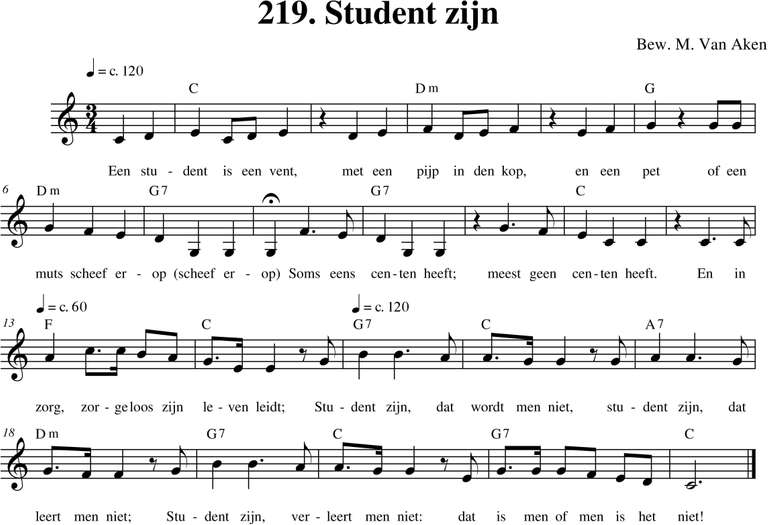 219. Student zijn
Bew. M. Van Aken
♩ = c. 120
C Dm G
3
4
Een stu - dent is een vent, met een pijp in den kop, en een pet of een
6 Dm G7 G7 C
muts scheef er - op (scheef er - op) Soms eens cen - ten heeft; meest geen cen - ten heeft. En in
♩ = c. 60 ♩ = c. 120
13 F C G7 C A7
zorg, zor - geloos zijn le - ven leidt; Stu - dent zijn, dat wordt men niet, stu - dent zijn, dat
18 Dm G7 C G7 C
leert men niet; Stu - dent zijn, ver - leert men niet: dat is men of men is het niet!